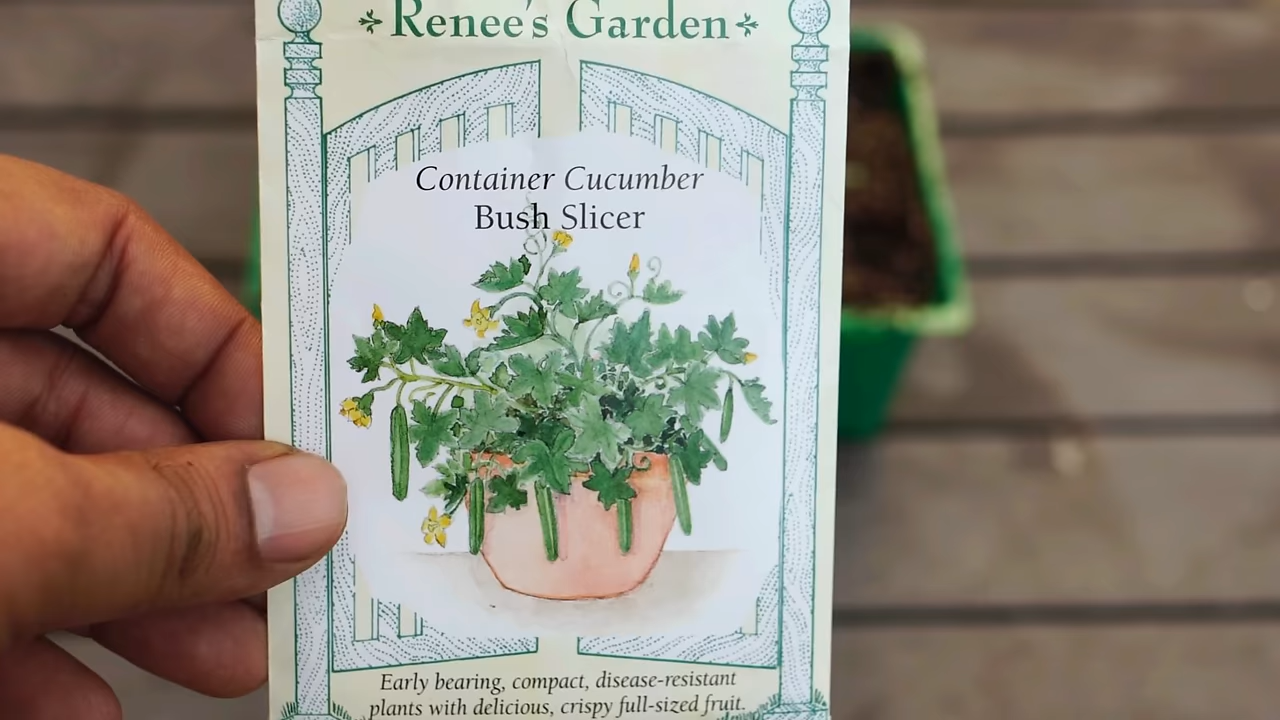 Renee's Garden
Container Cucumber
Bush Slicer
Early bearing, compact, disease-resistant
plants with delicious, crispy full-sized fruit.